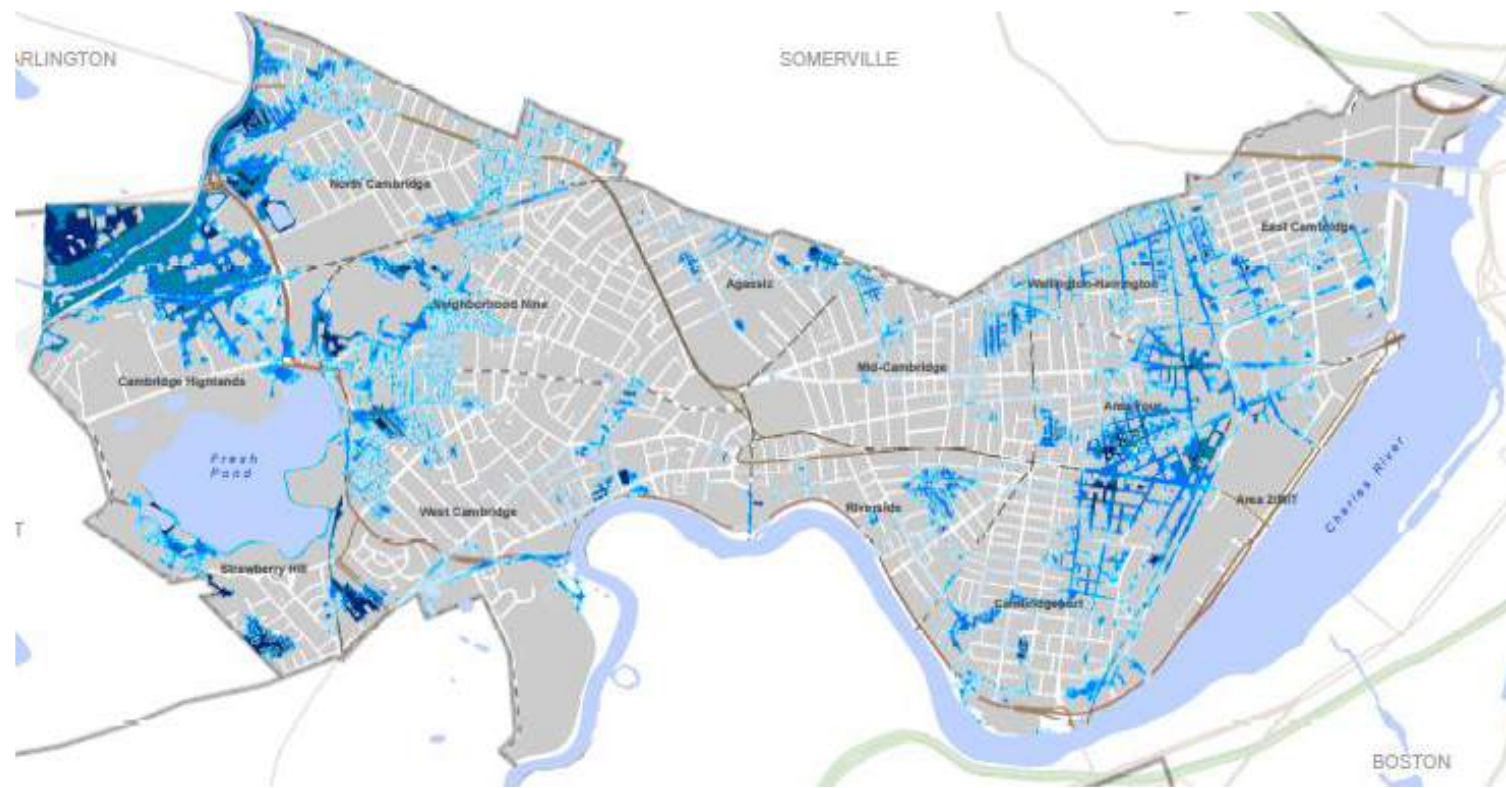 ARLINGTON
SOMERVILLE
North Cambridge
East Cambridge
Agassiz
Wellington-Harrington
Neighborhood Nine
Mid-Cambridge
Cambridge Highlands
Area Four
Fresh
Pond
Charles River
Area 2/MIT
Riverside
West Cambridge
T
Strawberry Hill
Cambridgeport
BOSTON